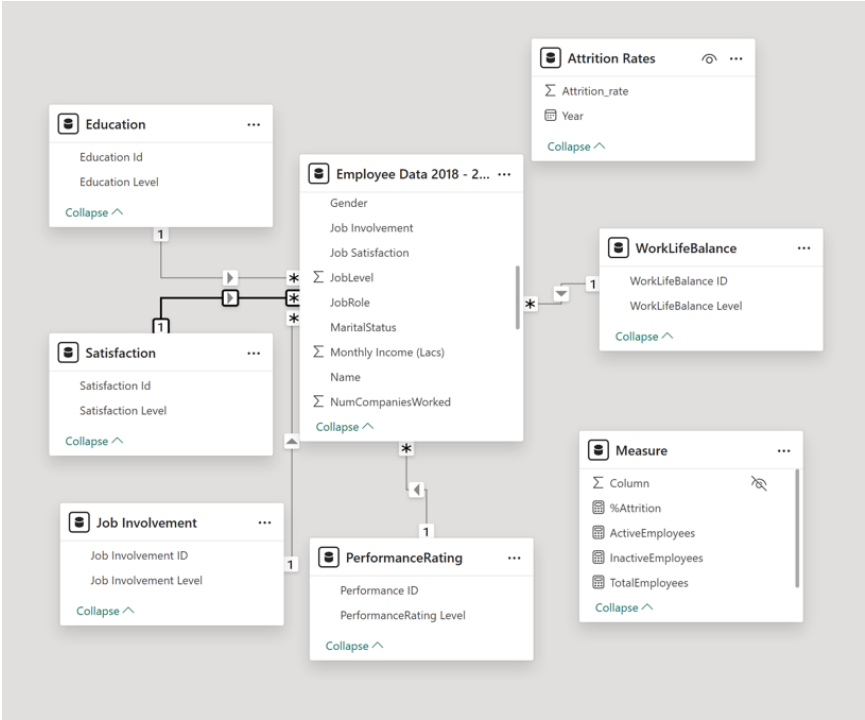 Attrition Rates
Attrition_rate
Year
Collapse
Education
Education Id
Education Level
Collapse
Employee Data 2018 - 2...
Gender
Job Involvement
Job Satisfaction
JobLevel
JobRole
MaritalStatus
Monthly Income (Lacs)
Name
NumCompaniesWorked
Collapse
WorkLifeBalance
WorkLifeBalance ID
WorkLifeBalance Level
Collapse
1
*
1
*
*
*
1
Satisfaction
Satisfaction Id
Satisfaction Level
Collapse
Measure
Column
%Attrition
ActiveEmployees
InactiveEmployees
TotalEmployees
Collapse
*
1
Job Involvement
Job Involvement ID
Job Involvement Level
Collapse
1
PerformanceRating
Performance ID
PerformanceRating Level
Collapse